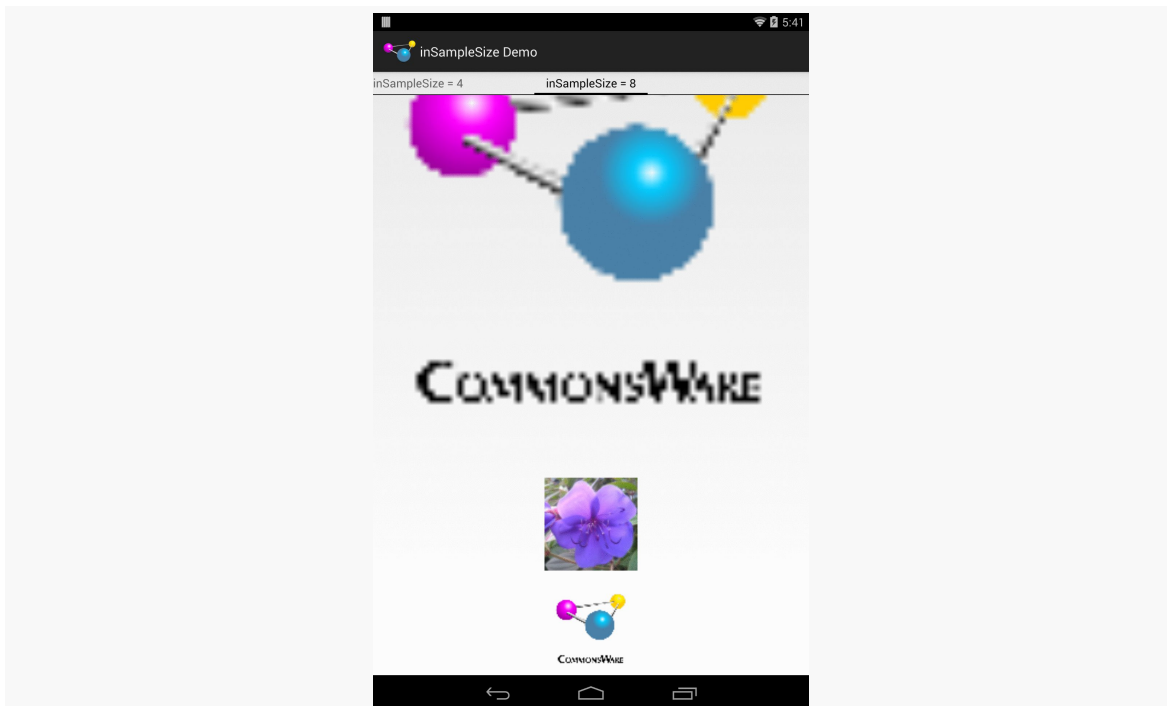 5:41
inSampleSize Demo
inSampleSize = 4 inSampleSize = 8
COMMONSWARE
COMMONSWARE